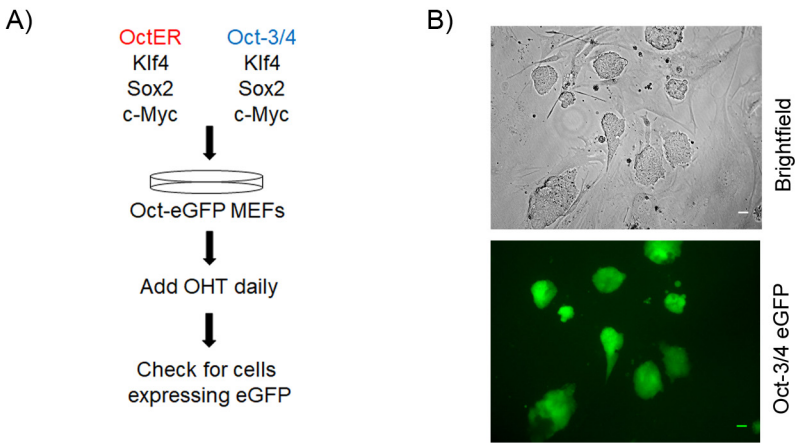 A)
OctER Oct-3/4
Klf4 Klf4
Sox2 Sox2
c-Myc c-Myc
Oct-eGFP MEFs
Add OHT daily
Check for cells
expressing eGFP
B)
Brightfield
Oct-3/4 eGFP